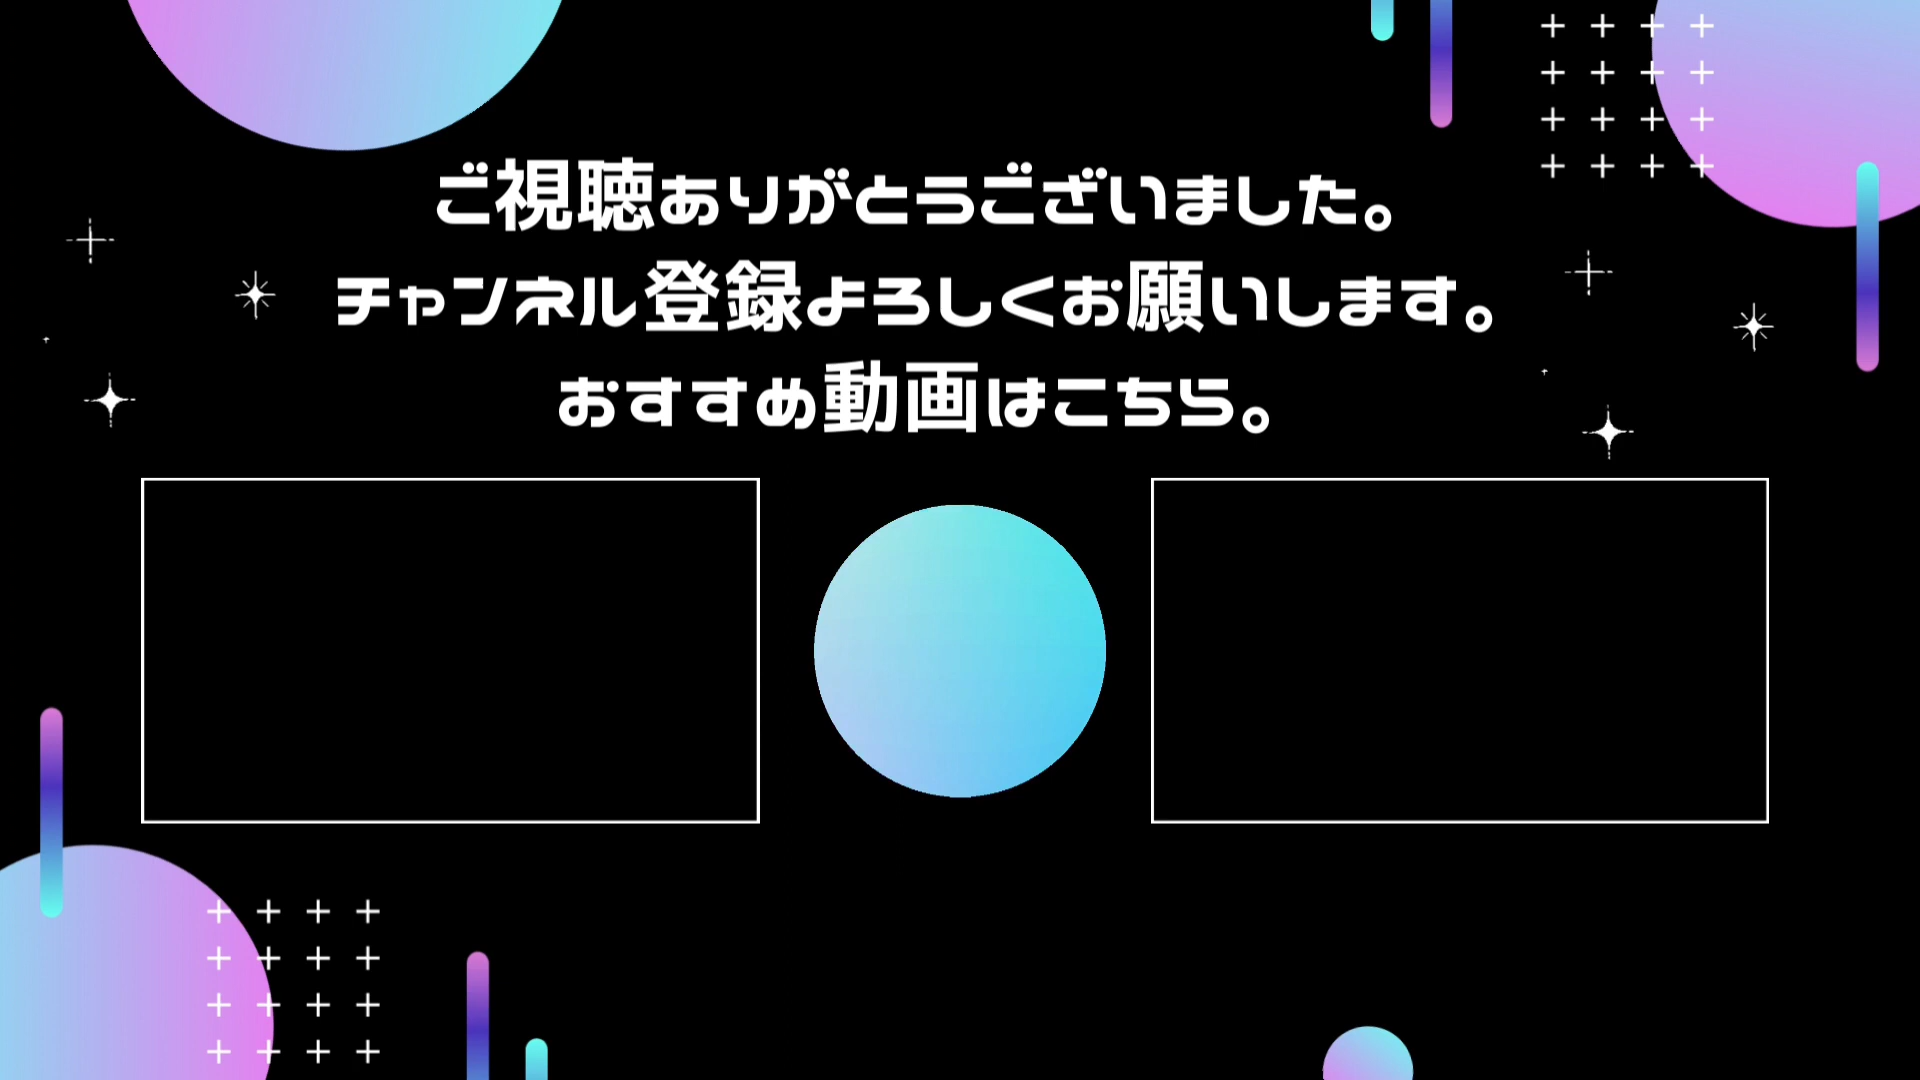 ご視聴ありがとうございました。
チャンネル登録よろしくお願いします。
おすすめ動画はこちら。